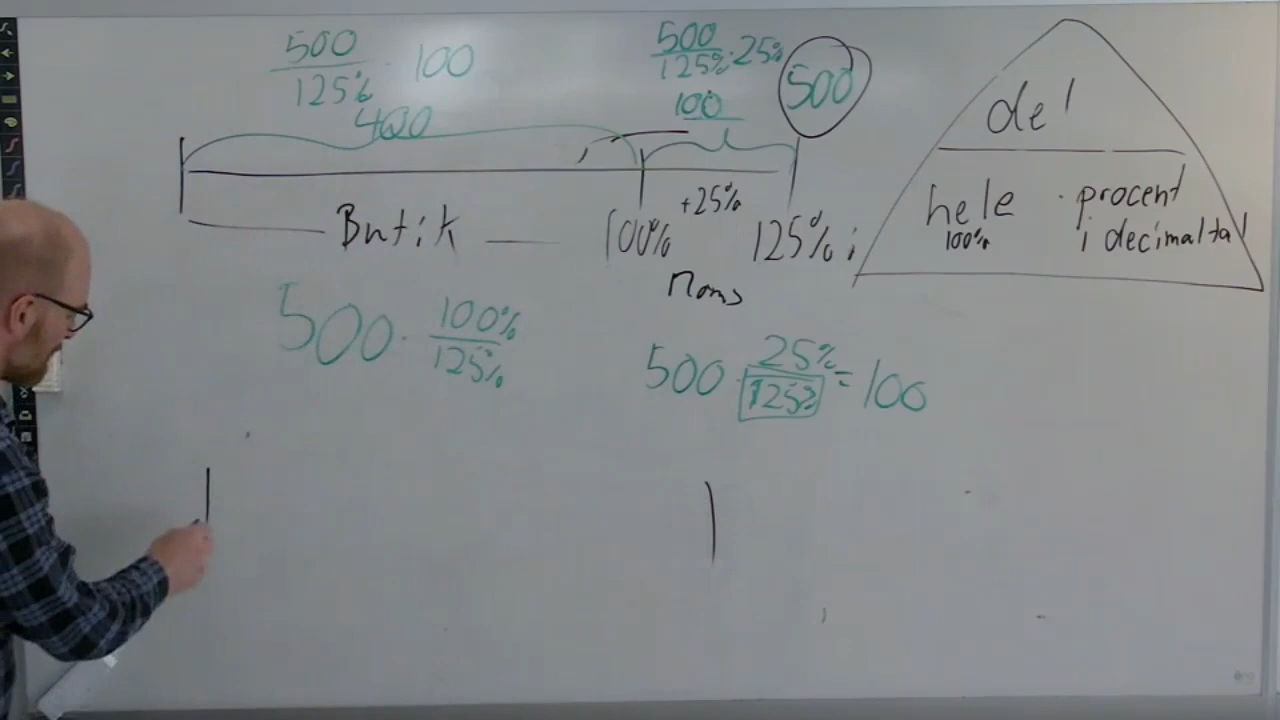 500
125% · 100
400
500
125% · 25%
100
500
Butik
100%
+25%
125%
Moms
500 · 100%
125%
500 · 25% = 100
125%
del
hele · procent
100% i decimaltal